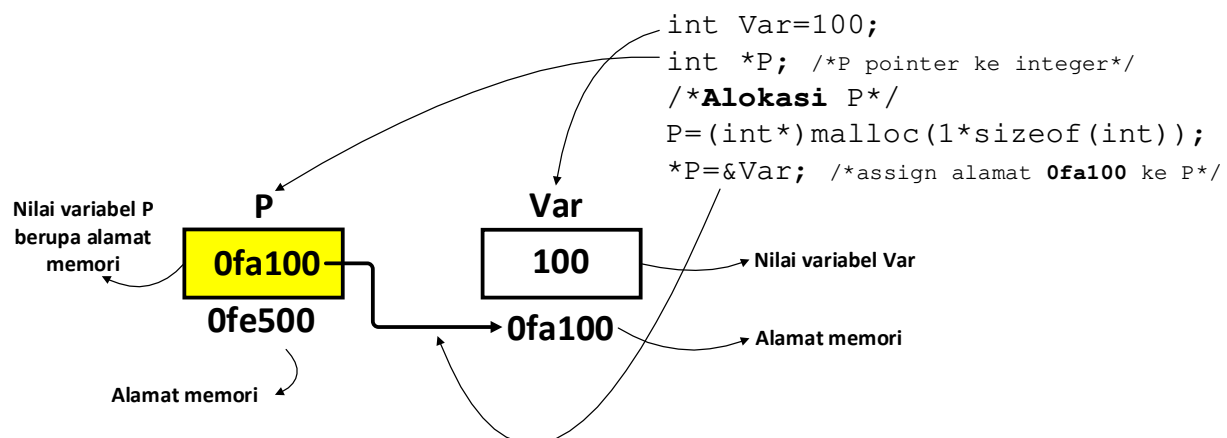 int Var=100;
int *P; /*P pointer ke integer*/
/*Alokasi P*/
P=(int*)malloc(1*sizeof(int));
*P=&Var; /*assign alamat 0fa100 ke P*/
P
Var
Nilai variabel P
berupa alamat
memori
0fa100
100
Nilai variabel Var
0fe500
0fa100
Alamat memori
Alamat memori